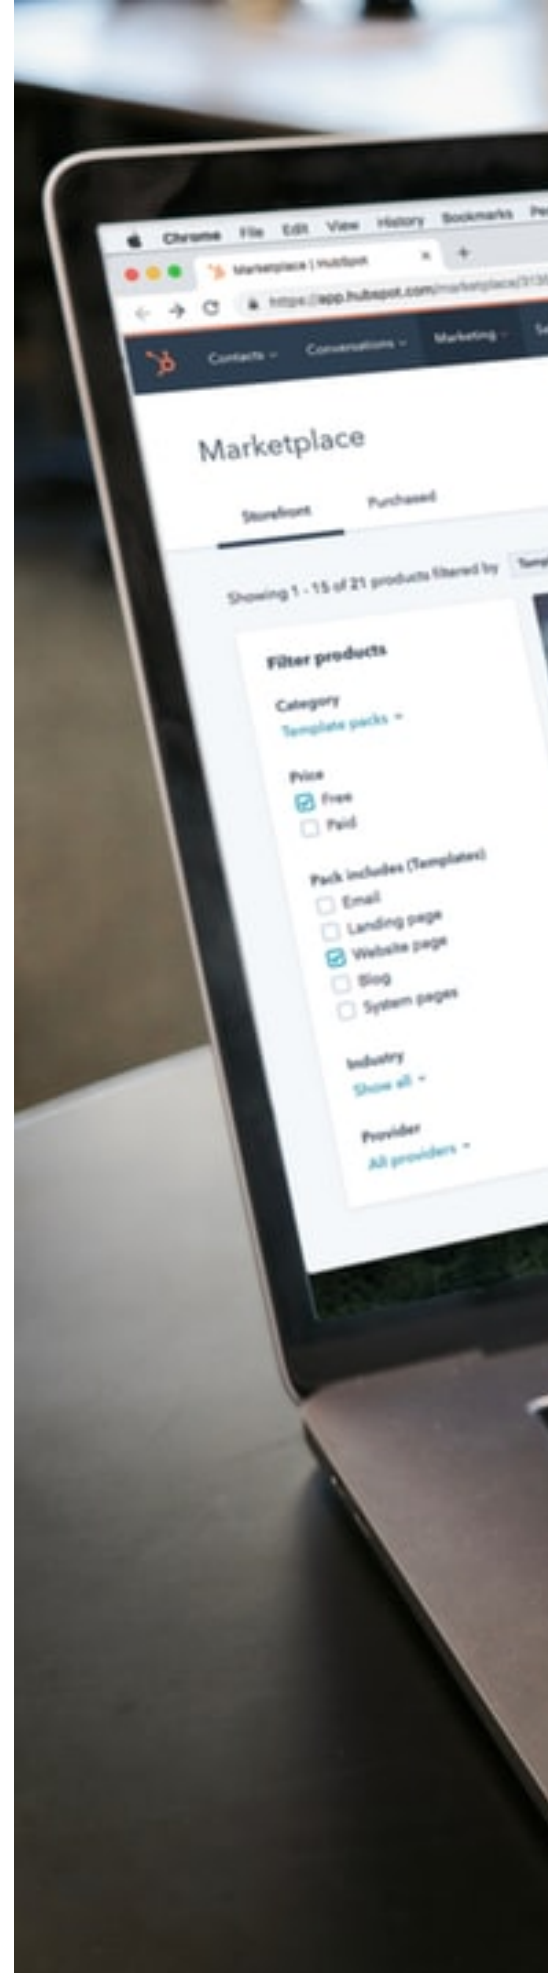 Chrome File Edit View History Bookmarks
Marketplace | HubSpot
https://app.hubspot.com/marketplace/
Contacts Conversations Marketing
Marketplace
Storefront Purchased
Showing 1 - 15 of 21 products filtered by
Filter products
Category
Template packs
Price
Free
Paid
Pack includes (Templates)
Email
Landing page
Website page
Blog
System pages
Industry
Show all
Provider
All providers